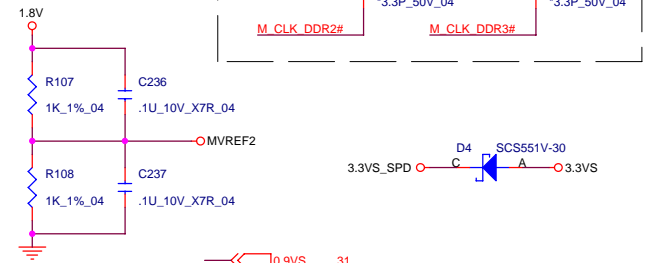 1.8V
*3.3P_50V_04
*3.3P_50V_04
M_CLK_DDR2#
M_CLK_DDR3#
R107
C236
1K_1%_04
.1U_10V_X7R_04
MVREF2
D4
SCS551V-30
3.3VS_SPD
C
A
3.3VS
R108
C237
1K_1%_04
.1U_10V_X7R_04
0.9VS
31